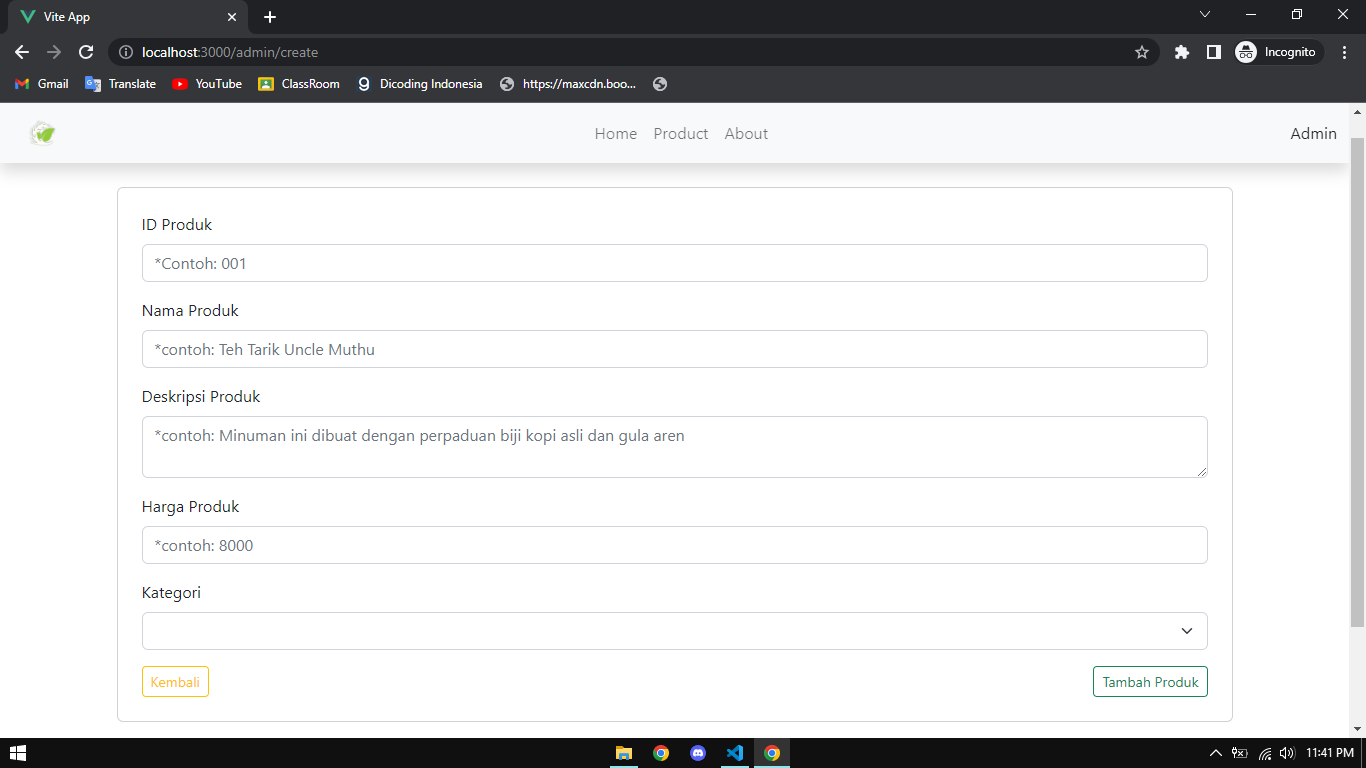 Vite App
localhost:3000/admin/create
Incognito
Gmail Translate YouTube ClassRoom Dicoding Indonesia https://maxcdn.boo...
Home Product About Admin
ID Produk
*Contoh: 001
Nama Produk
*contoh: Teh Tarik Uncle Muthu
Deskripsi Produk
*contoh: Minuman ini dibuat dengan perpaduan biji kopi asli dan gula aren
Harga Produk
*contoh: 8000
Kategori
Kembali Tambah Produk
11:41 PM